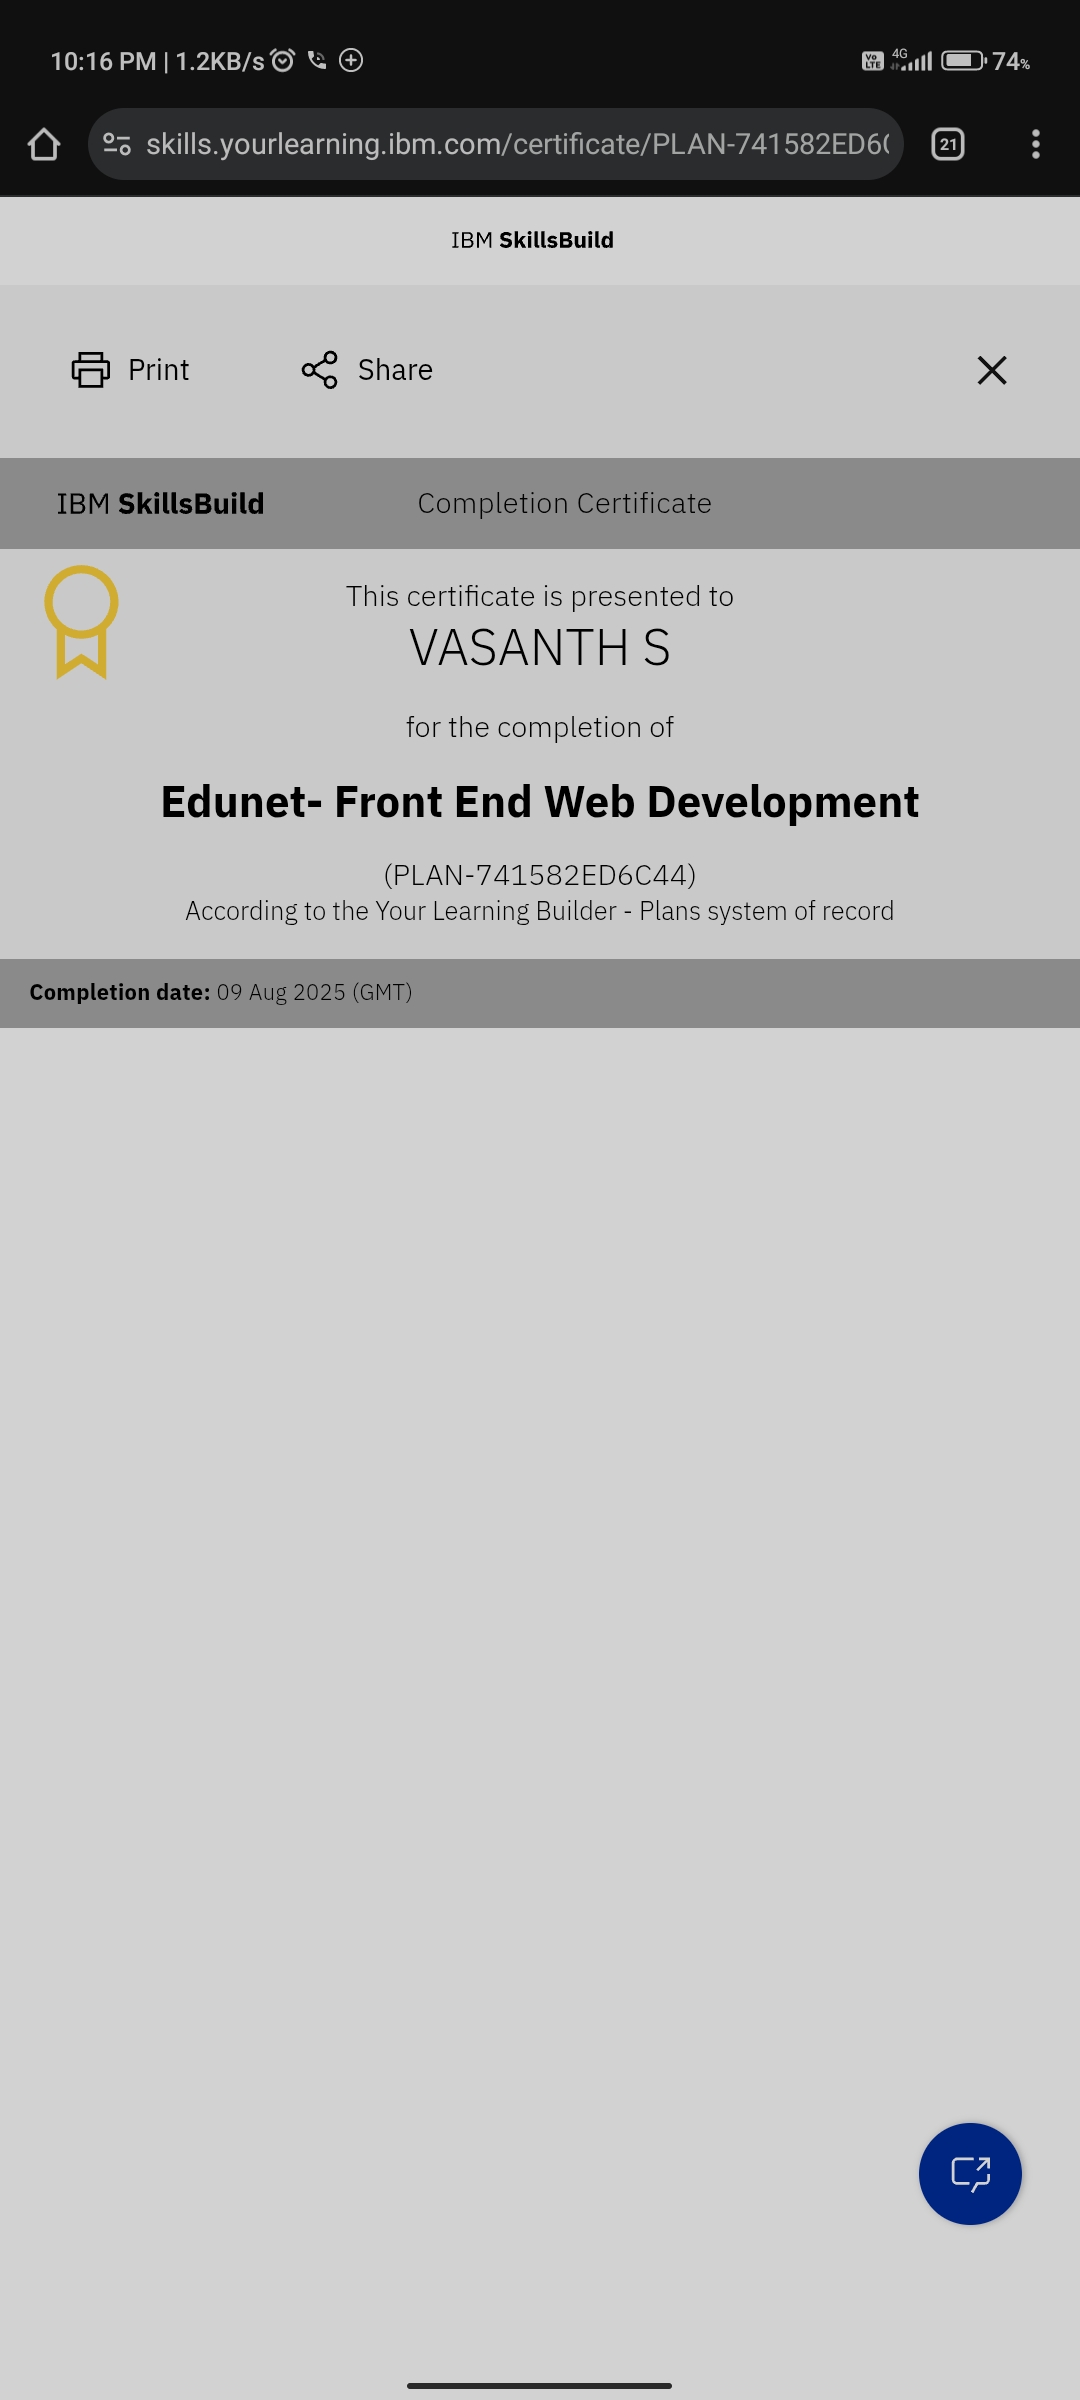 10:16 PM | 1.2KB/s
Vo LTE 4G 74%
skills.yourlearning.ibm.com/certificate/PLAN-741582ED6
21
IBM SkillsBuild
Print Share
IBM SkillsBuild Completion Certificate
This certificate is presented to
VASANTH S
for the completion of
Edunet- Front End Web Development
(PLAN-741582ED6C44)
According to the Your Learning Builder - Plans system of record
Completion date: 09 Aug 2025 (GMT)